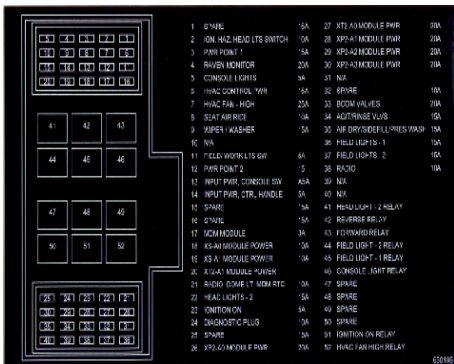 1 SPARE 15A
2 IGN. HAZ. HEAD LTS SWITCH 10A
3 PWR POINT 1 15A
4 RAVEN MONITOR 20A
5 CONSOLE LIGHTS 5A
6 HVAC CONTROL PWR 15A
7 HVAC FAN - HIGH 25A
8 SEAT AIR RIDE 10A
9 WIPER / WASHER 15A
10 N/A
11 FIELD/WORK LTS SW 5A
12 PWR POINT 2 15
13 INPUT PWR, CONSOLE SW
14 INPUT PWR, CTRL HANDLE 5A
15 SPARE 15A
16 SPARE 15A
17 MDM MODULE
18 XS-A0 MODULE POWER 10A
19 XS-A1 MODULE POWER 10A
20 XT2-A1 MODULE POWER
21 RADIO DOME LT. MDM RTC 10A
22 HEAD LIGHTS - 2 15A
23 IGNITION ON 5A
24 DIAGNOSTIC PLUG 10A
25 SPARE 15A
26 XP2-A0 MODULE PWR 20A
27 XT2-A0 MODULE PWR 20A
28 XP2-A1 MODULE PWR 20A
29 XP2-A2 MODULE PWR 20A
30 XP2-A3 MODULE PWR 20A
31 N/A
32 SPARE 10A
33 BOOM VALVES 20A
34 AGIT/RINSE VLVS 15A
35 AIR DRY/SIDEFILL/PRES WASH 15A
36 FIELD LIGHTS - 1 15A
37 FIELD LIGHTS - 2 15A
38 RADIO 10A
39 N/A
40 N/A
41 HEAD LIGHT - 2 RELAY
42 REVERSE RELAY
43 FORWARD RELAY
44 FIELD LIGHT - 2 RELAY
45 FIELD LIGHT - 1 RELAY
46 CONSOLE LIGHT RELAY
47 SPARE
48 SPARE
49 SPARE
50 SPARE
51 IGNITION ON RELAY
52 HVAC FAN HIGH RELAY
5 4 3 2 1
10 9 8 7 6
15 14 13 12 11
20 19 18 17 16
41 42 43
44 45 46
47 48 49
50 51 52
25 24 23 22 21
30 29 28 27 26
35 34 33 32 31
40 39 38 37 36